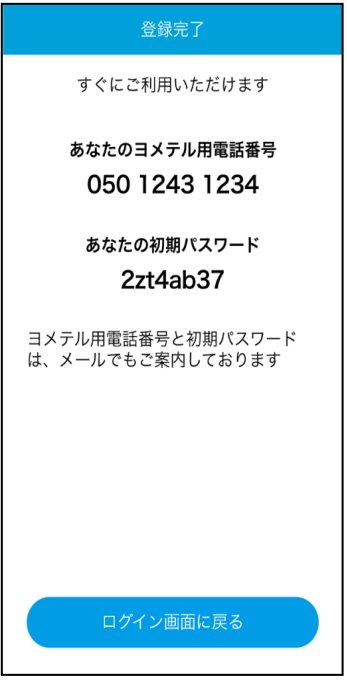 登録完了
すぐにご利用いただけます
あなたのヨメテル用電話番号
050 1243 1234
あなたの初期パスワード
2zt4ab37
ヨメテル用電話番号と初期パスワード
は、メールでもご案内しております
ログイン画面に戻る